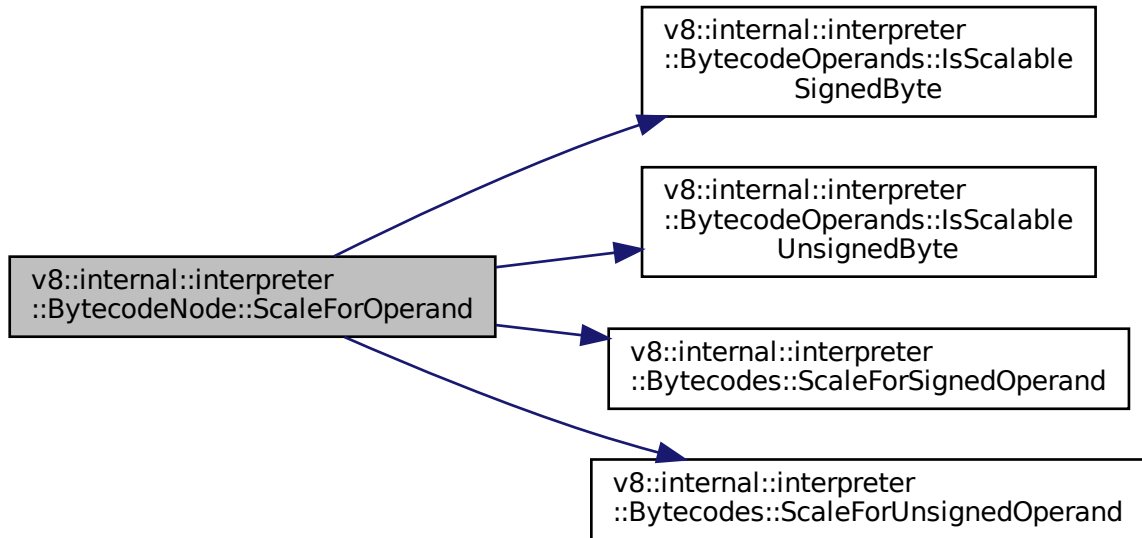 v8::internal::interpreter
::BytecodeOperands::IsScalable
SignedByte
v8::internal::interpreter
::BytecodeOperands::IsScalable
UnsignedByte
v8::internal::interpreter
::BytecodeNode::ScaleForOperand
v8::internal::interpreter
::Bytecodes::ScaleForSignedOperand
v8::internal::interpreter
::Bytecodes::ScaleForUnsignedOperand